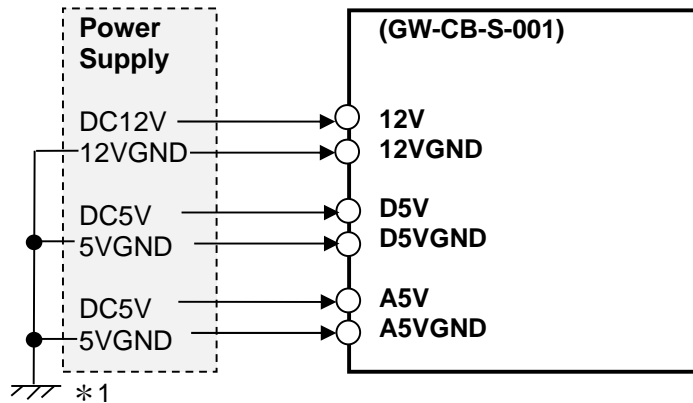 Power
Supply
DC12V
12VGND
DC5V
5VGND
DC5V
5VGND
＊1
(GW-CB-S-001)
12V
12VGND
D5V
D5VGND
A5V
A5VGND